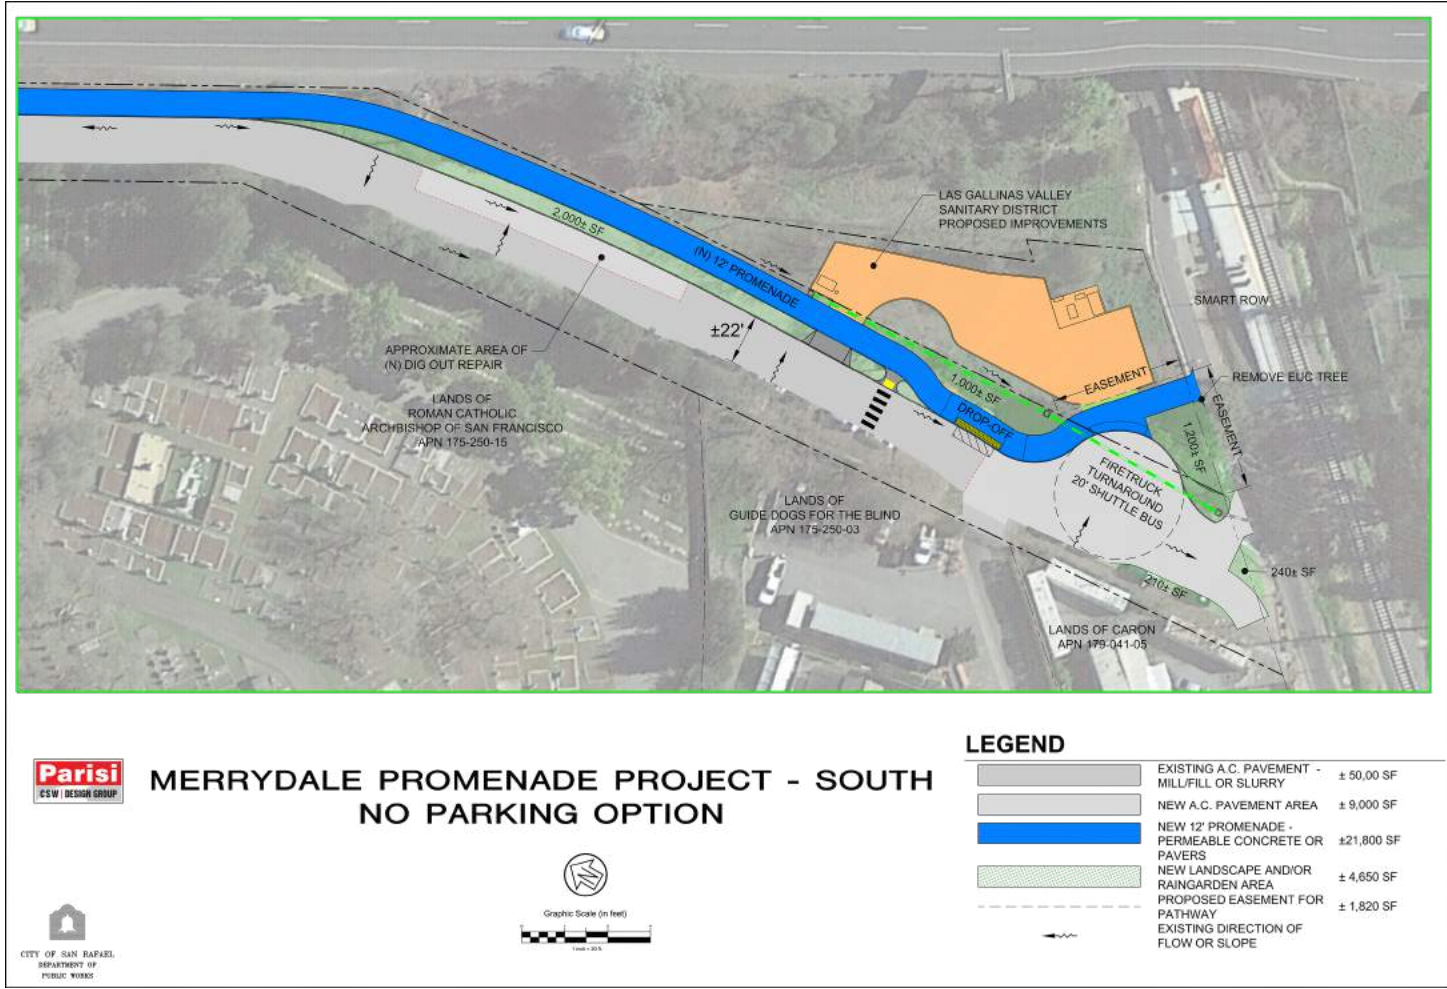 LAS GALLINAS VALLEY
SANITARY DISTRICT
PROPOSED IMPROVEMENTS
2,000± SF
(N) 12' PROMENADE
SMART ROW
±22'
APPROXIMATE AREA OF
(N) DIG OUT REPAIR
1,000± SF
EASEMENT
REMOVE EUC TREE
EASEMENT
LANDS OF
ROMAN CATHOLIC
ARCHBISHOP OF SAN FRANCISCO
APN 175-250-15
DROP-OFF
1,200± SF
FIRETRUCK
TURNAROUND
20' SHUTTLE BUS
LANDS OF
GUIDE DOGS FOR THE BLIND
APN 175-250-03
240± SF
210± SF
LANDS OF CARON
APN 179-041-05
Parisi
CSW | DESIGN GROUP
MERRYDALE PROMENADE PROJECT - SOUTH
NO PARKING OPTION
Graphic Scale (in feet)
1 inch = 20 ft.
CITY OF SAN RAFAEL
DEPARTMENT OF
PUBLIC WORKS
LEGEND
EXISTING A.C. PAVEMENT - ± 50,00 SF
MILL/FILL OR SLURRY
NEW A.C. PAVEMENT AREA ± 9,000 SF
NEW 12' PROMENADE -
PERMEABLE CONCRETE OR ±21,800 SF
PAVERS
NEW LANDSCAPE AND/OR ± 4,650 SF
RAINGARDEN AREA
PROPOSED EASEMENT FOR ± 1,820 SF
PATHWAY
EXISTING DIRECTION OF
FLOW OR SLOPE